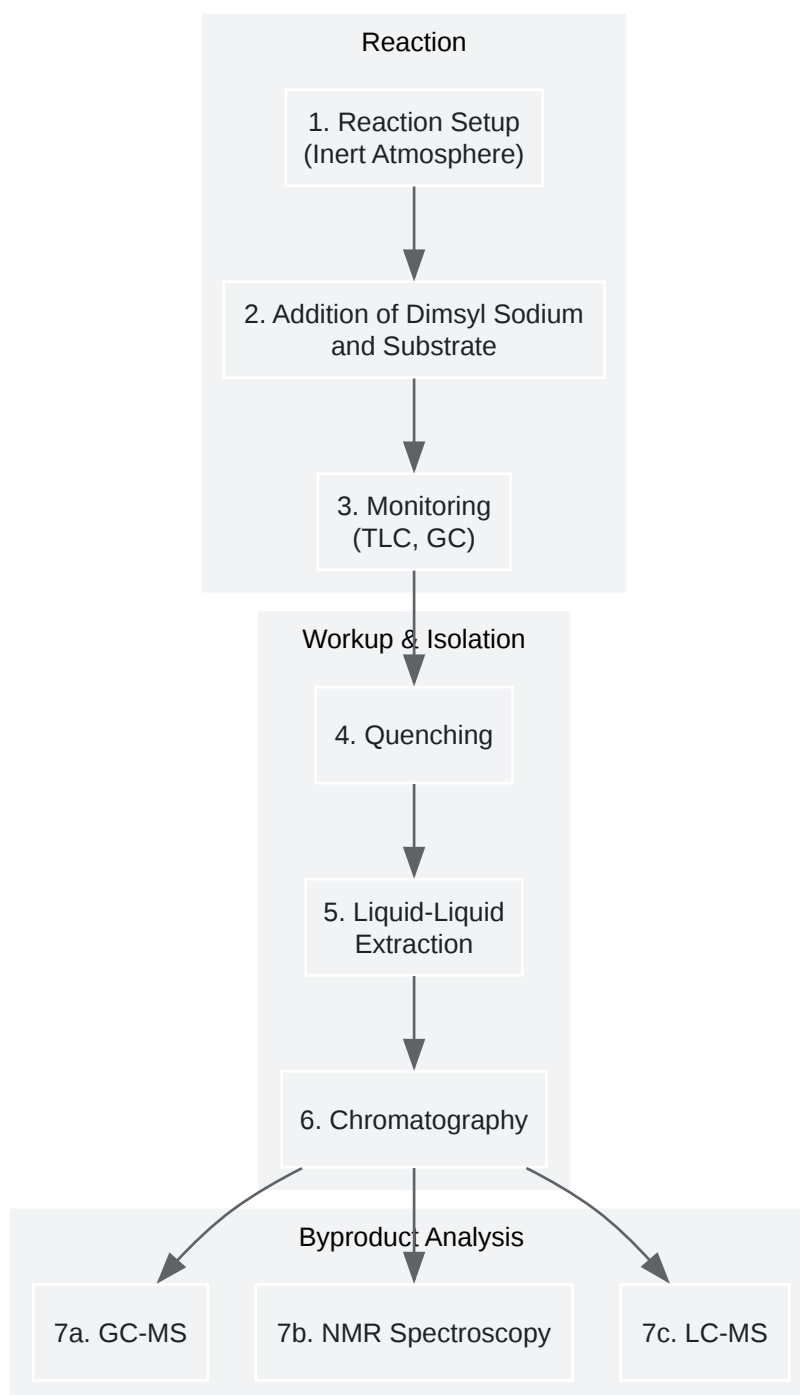 Reaction
1. Reaction Setup
(Inert Atmosphere)
2. Addition of Dimsyl Sodium
and Substrate
3. Monitoring
(TLC, GC)
Workup & Isolation
4. Quenching
5. Liquid-Liquid
Extraction
6. Chromatography
Byproduct Analysis
7a. GC-MS
7b. NMR Spectroscopy
7c. LC-MS